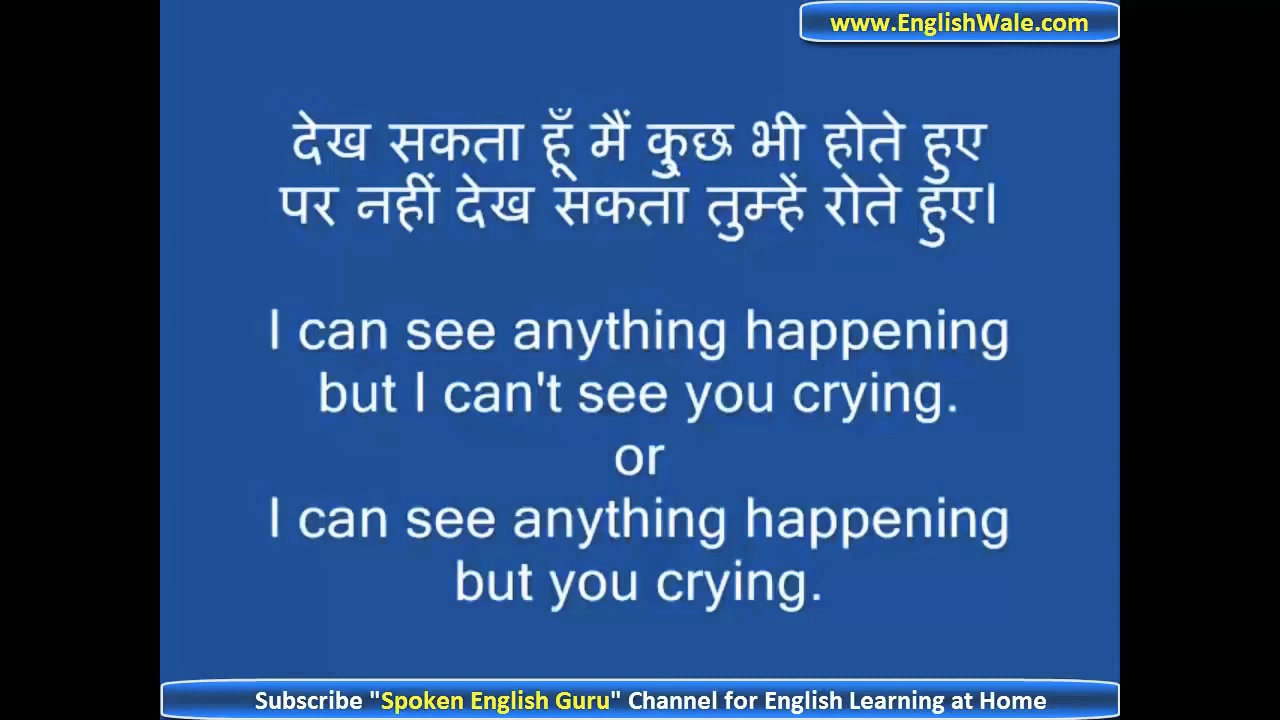 www.EnglishWale.com
देख सकता हूँ मैं कुछ भी होते हुए
पर नहीं देख सकता तुम्हें रोते हुए।
I can see anything happening
but I can't see you crying.
or
I can see anything happening
but you crying.
Subscribe "Spoken English Guru" Channel for English Learning at Home